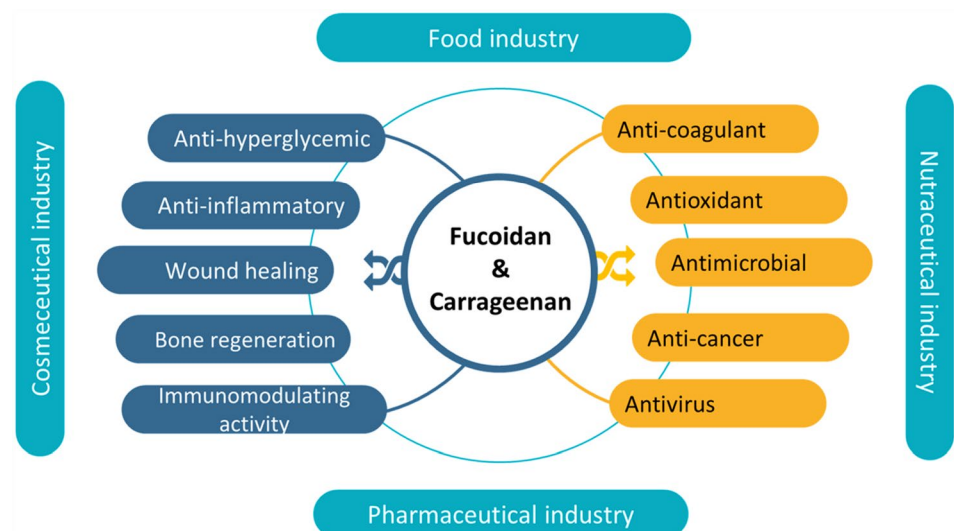 Food industry
Cosmeceutical industry
Anti-hyperglycemic
Anti-inflammatory
Wound healing
Bone regeneration
Immunomodulating
activity
Fucoidan
&
Carrageenan
Anti-coagulant
Antioxidant
Antimicrobial
Anti-cancer
Antivirus
Nutraceutical industry
Pharmaceutical industry